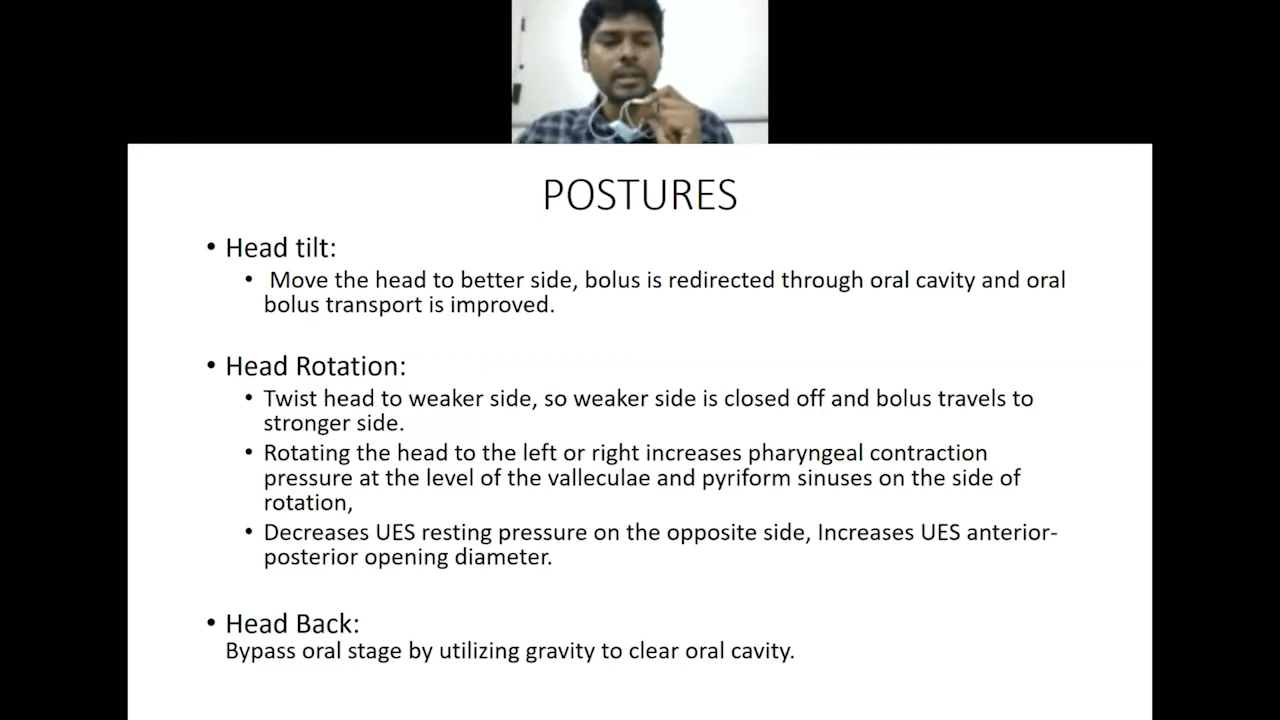 POSTURES
• Head tilt:
• Move the head to better side, bolus is redirected through oral cavity and oral
bolus transport is improved.
• Head Rotation:
• Twist head to weaker side, so weaker side is closed off and bolus travels to
stronger side.
• Rotating the head to the left or right increases pharyngeal contraction
pressure at the level of the valleculae and pyriform sinuses on the side of
rotation,
• Decreases UES resting pressure on the opposite side, Increases UES anterior-
posterior opening diameter.
• Head Back:
Bypass oral stage by utilizing gravity to clear oral cavity.